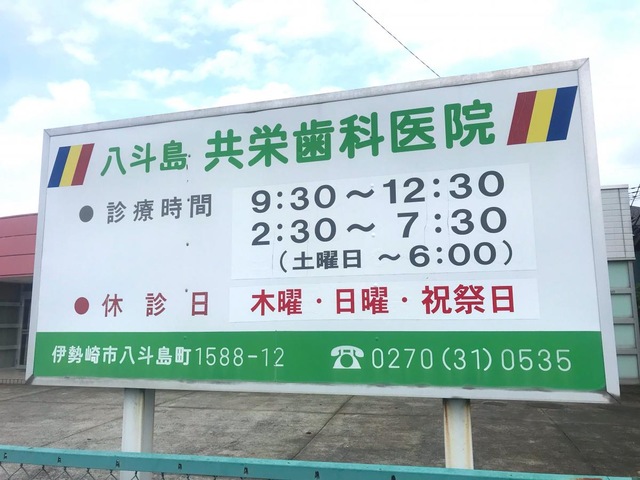 八斗島 共栄歯科医院
● 診療時間 9:30～12:30
2:30～ 7:30
(土曜日 ～6:00)
● 休診日 木曜・日曜・祝祭日
伊勢崎市八斗島町1588-12 ☎0270(31)0535